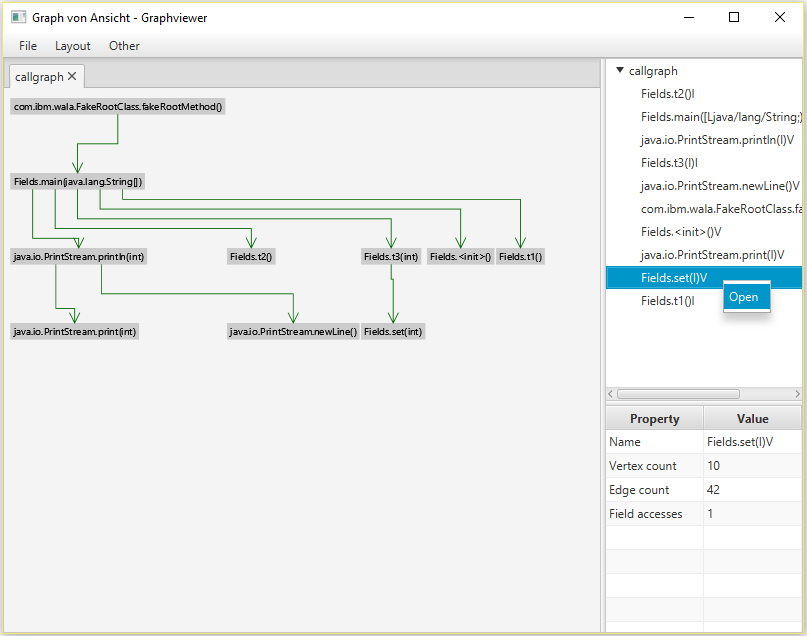 Graph von Ansicht - Graphviewer
File Layout Other
callgraph
com.ibm.wala.FakeRootClass.fakeRootMethod()
Fields.main(java.lang.String[])
java.io.PrintStream.println(int) Fields.t2() Fields.t3(int) Fields.<init>() Fields.t1()
java.io.PrintStream.print(int) java.io.PrintStream.newLine() Fields.set(int)
callgraph
Fields.t2()I
Fields.main([Ljava/lang/String;)
java.io.PrintStream.println(I)V
Fields.t3(I)I
java.io.PrintStream.newLine()V
com.ibm.wala.FakeRootClass.fa
Fields.<init>()V
java.io.PrintStream.print(I)V
Fields.set(I)V
Open
Fields.t1()I
Property Value
Name Fields.set(I)V
Vertex count 10
Edge count 42
Field accesses 1